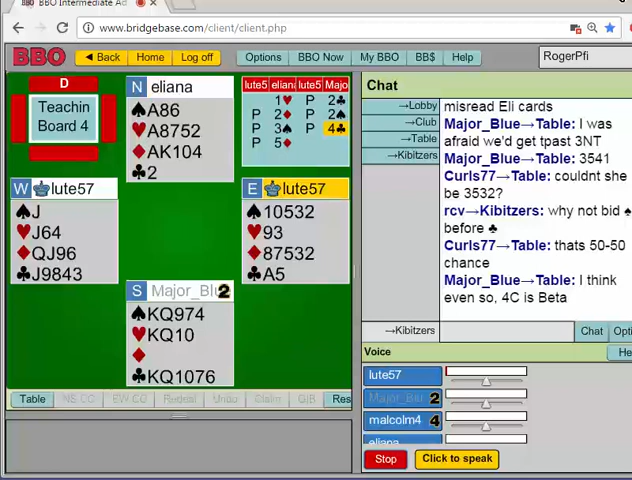 BBO Intermediate Ad
www.bridgebase.com/client/client.php
BBO
Back Home Log off Options BBO Now My BBO BB$ Help RogerPfi
D
Teachin
Board 4
N eliana
♠A86
♥A8752
♦AK104
♣2
lute5 eliana lute5 Major
1♥ P 2♣
P 2♦ P 2♠
P 3♠ P 4♣
P 5♦
W lute57
♠J
♥J64
♦QJ96
♣J9843
E lute57
♠10532
♥93
♦87532
♣A5
S Major_Blu 2
♠KQ974
♥KQ10
♦
♣KQ1076
Table NS CC EW CC Redeal Undo Claim GIB Res
Chat
→Lobby
→Club
→Table
→Kibitzers
misread Eli cards
Major_Blue→Table: I was
afraid we'd get tpast 3NT
Major_Blue→Table: 3541
Curls77→Table: couldnt she
be 3532?
rcv→Kibitzers: why not bid ♠
before ♣
Curls77→Table: thats 50-50
chance
Major_Blue→Table: I think
even so, 4C is Beta
→Kibitzers Chat Opti
Voice He
lute57
Major_Blu 2
malcolm4 4
eliana
Stop Click to speak